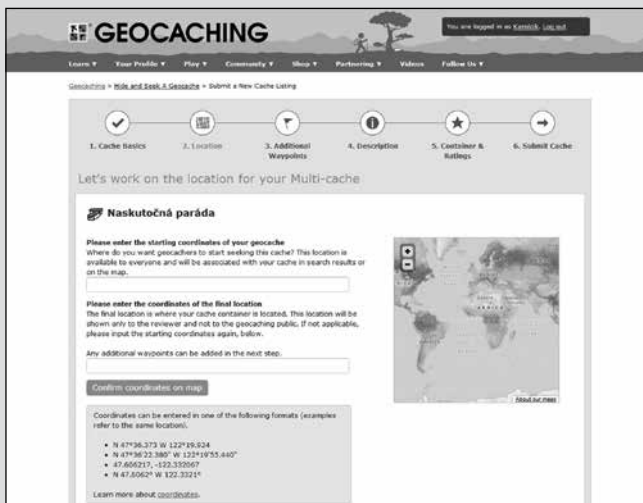 GEOCACHING
You are logged in as Kaménik. Log out
Learn ▼ Your Profile ▼ Play ▼ Community ▼ Shop ▼ Partnering ▼ Videos Follow Us ▼
Geocaching > Hide and Seek A Geocache > Submit a New Cache Listing
1. Cache Basics
2. Location
3. Additional Waypoints
4. Description
5. Container & Ratings
6. Submit Cache
Let's work on the location for your Multi-cache
Naskutočná paráda
Please enter the starting coordinates of your geocache
Where do you want geocachers to start seeking this cache? This location is
available to everyone and will be associated with your cache in search results or
on the map.
Please enter the coordinates of the final location
The final location is where your cache container is located. This location will be
shown only to the reviewer and not to the geocaching public. If not applicable,
please input the starting coordinates again, below.
Any additional waypoints can be added in the next step.
Confirm coordinates on map
+
-
AFRICA
About our maps
Coordinates can be entered in one of the following formats (examples
refer to the same location).
• N 47°36.373 W 122°19.924
• N 47°36'22.380" W 122°19'55.440"
• 47.606217, -122.332067
• N 47.6062° W 122.3321°
Learn more about coordinates.